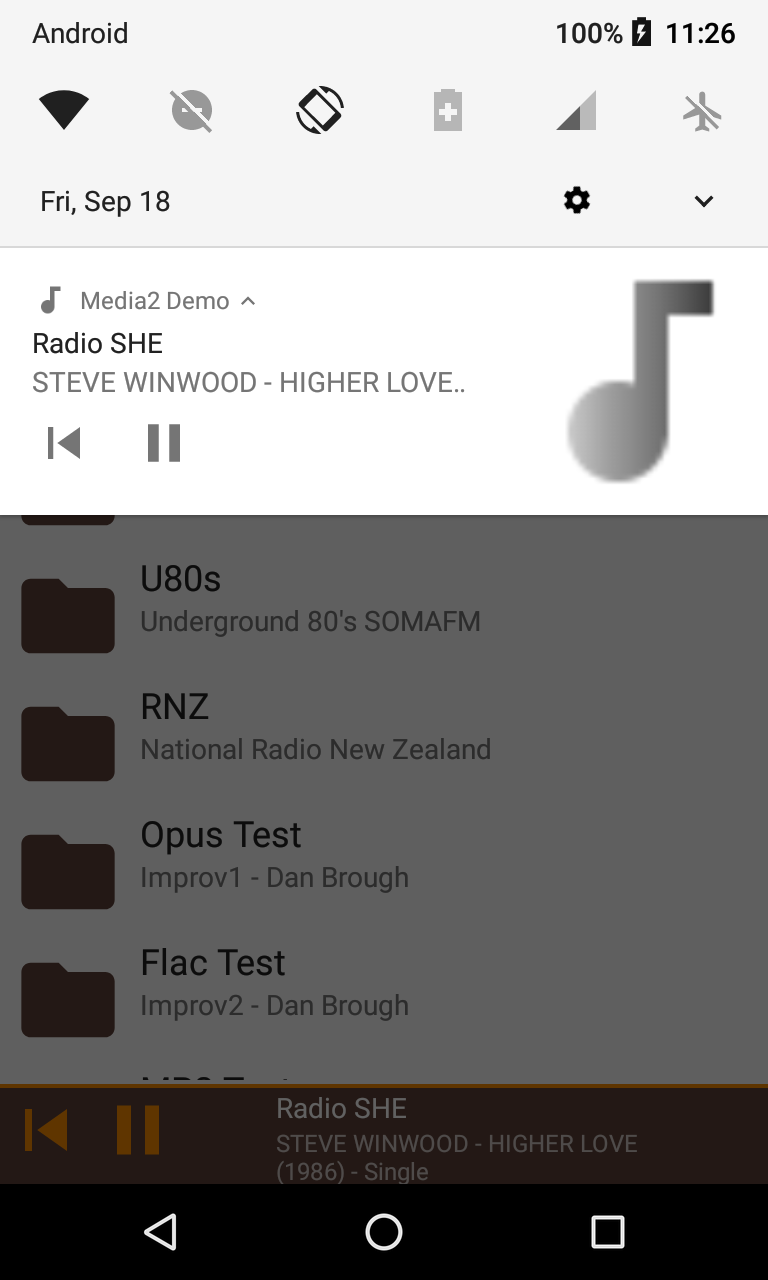 Android 100% 11:26
Fri, Sep 18
Media2 Demo
Radio SHE
STEVE WINWOOD - HIGHER LOVE..
U80s
Underground 80's SOMAFM
RNZ
National Radio New Zealand
Opus Test
Improv1 - Dan Brough
Flac Test
Improv2 - Dan Brough
Radio SHE
STEVE WINWOOD - HIGHER LOVE
(1986) - Single